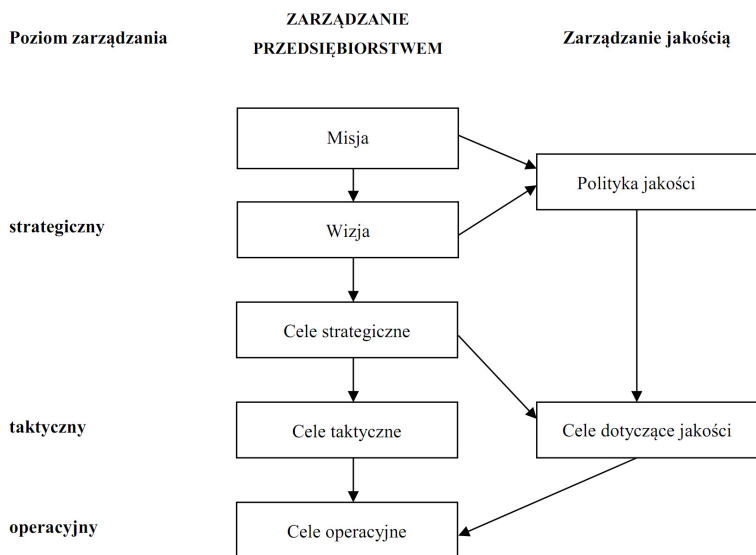 Poziom zarządzania
ZARZĄDZANIE
PRZEDSIĘBIORSTWEM
Zarządzanie jakością
Misja
Polityka jakości
strategiczny
Wizja
Cele strategiczne
taktyczny
Cele taktyczne
Cele dotyczące jakości
operacyjny
Cele operacyjne